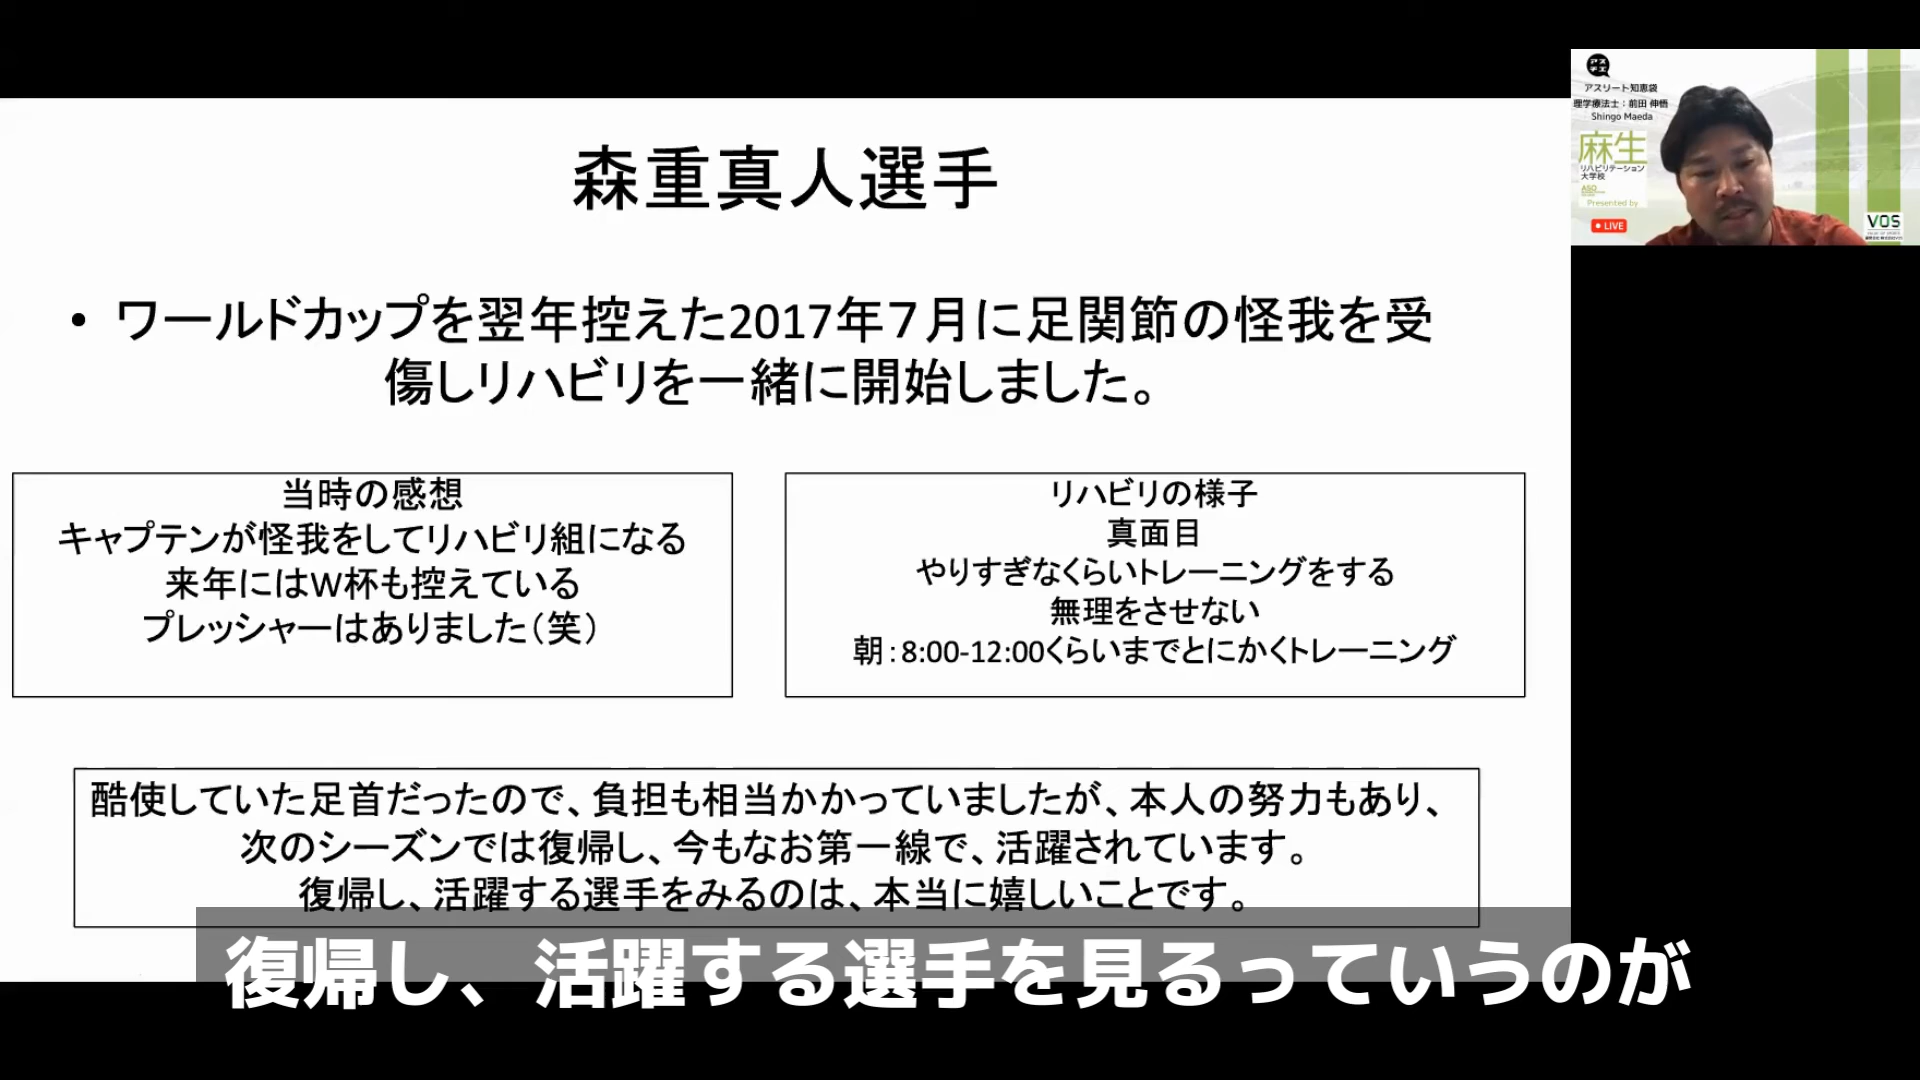 森重真人選手
• ワールドカップを翌年控えた2017年7月に足関節の怪我を受
傷しリハビリを一緒に開始しました。
当時の感想
キャプテンが怪我をしてリハビリ組になる
来年にはW杯も控えている
プレッシャーはありました(笑)
リハビリの様子
真面目
やりすぎなくらいトレーニングをする
無理をさせない
朝:8:00-12:00くらいまでとにかくトレーニング
酷使していた足首だったので、負担も相当かかっていましたが、本人の努力もあり、
次のシーズンでは復帰し、今もなお第一線で、活躍されています。
復帰し、活躍する選手をみるのは、本当に嬉しいことです。
復帰し、活躍する選手を見るっていうのが
アスチエ
アスリート知恵袋
理学療法士：前田 伸悟
Shingo Maeda
麻生
リハビリテーション
大学校
ASO
Presented by
LIVE
VOS